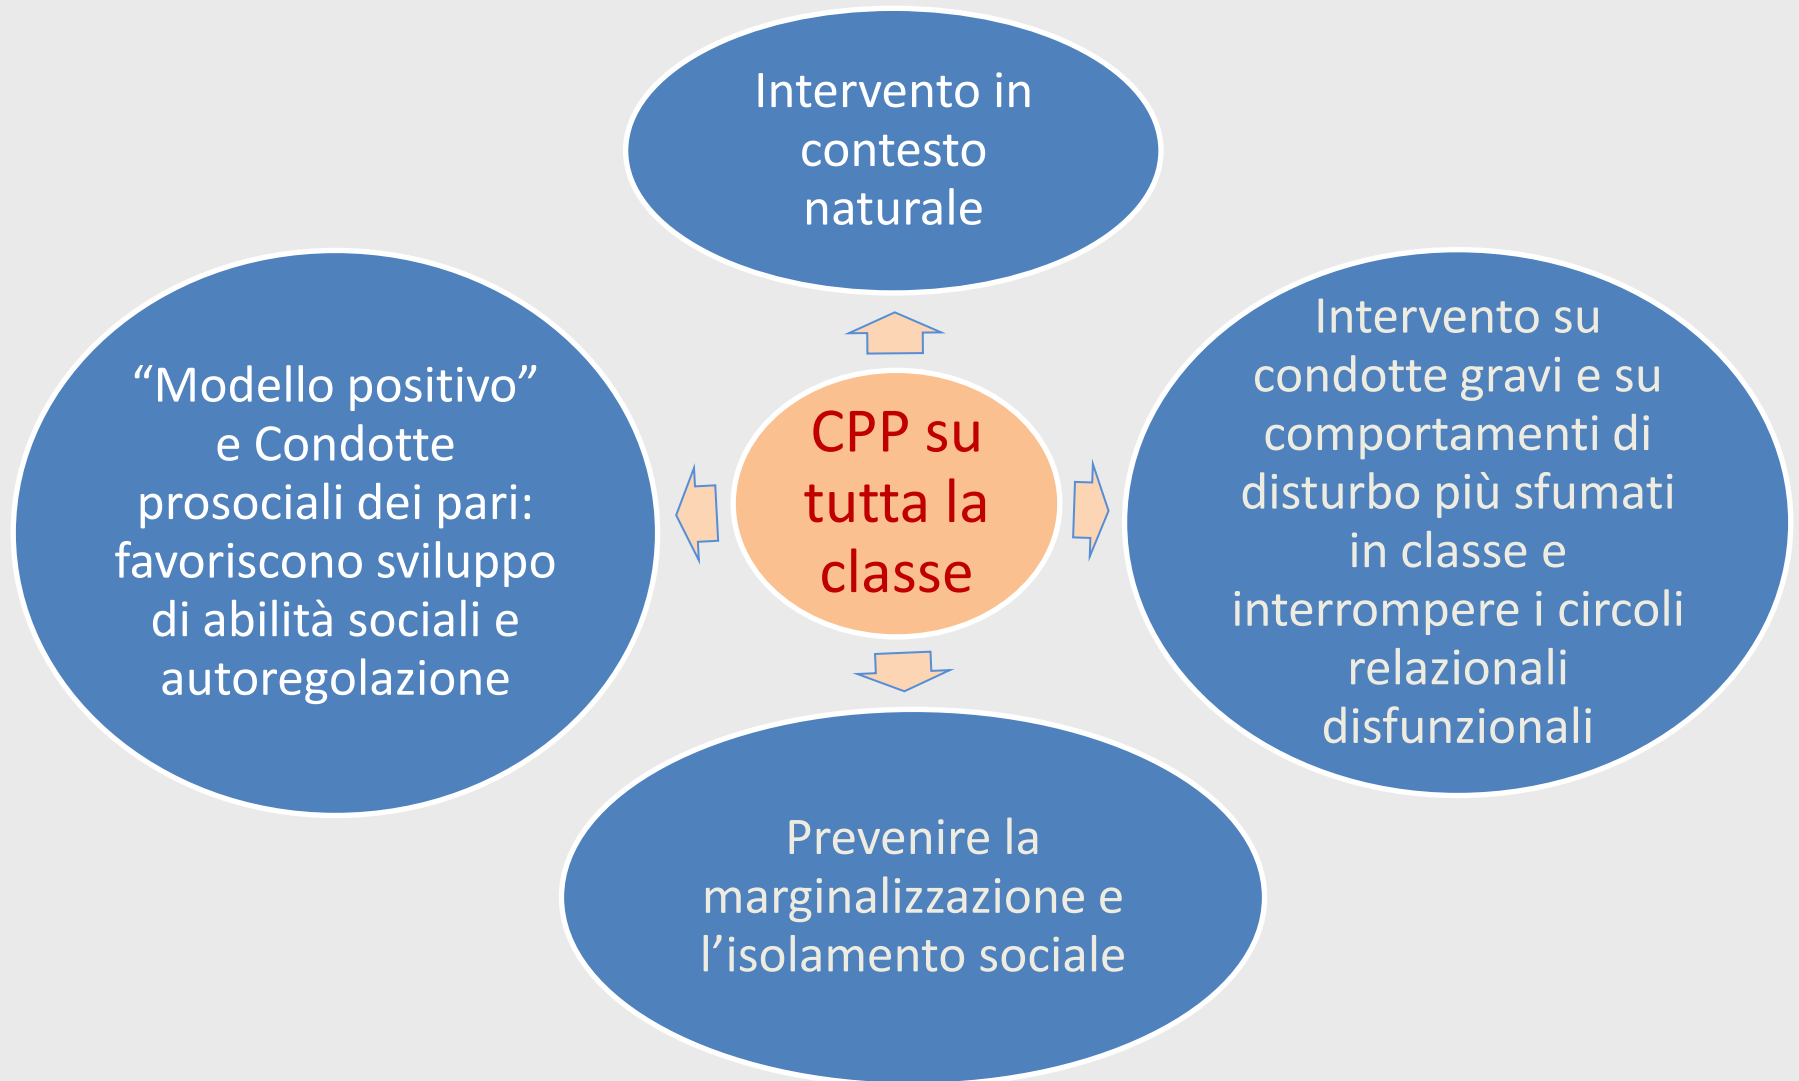 Intervento in
contesto
naturale
“Modello positivo”
e Condotte
prosociali dei pari:
favoriscono sviluppo
di abilità sociali e
autoregolazione
CPP su
tutta la
classe
Intervento su
condotte gravi e su
comportamenti di
disturbo più sfumati
in classe e
interrompere i circoli
relazionali
disfunzionali
Prevenire la
marginalizzazione e
l’isolamento sociale